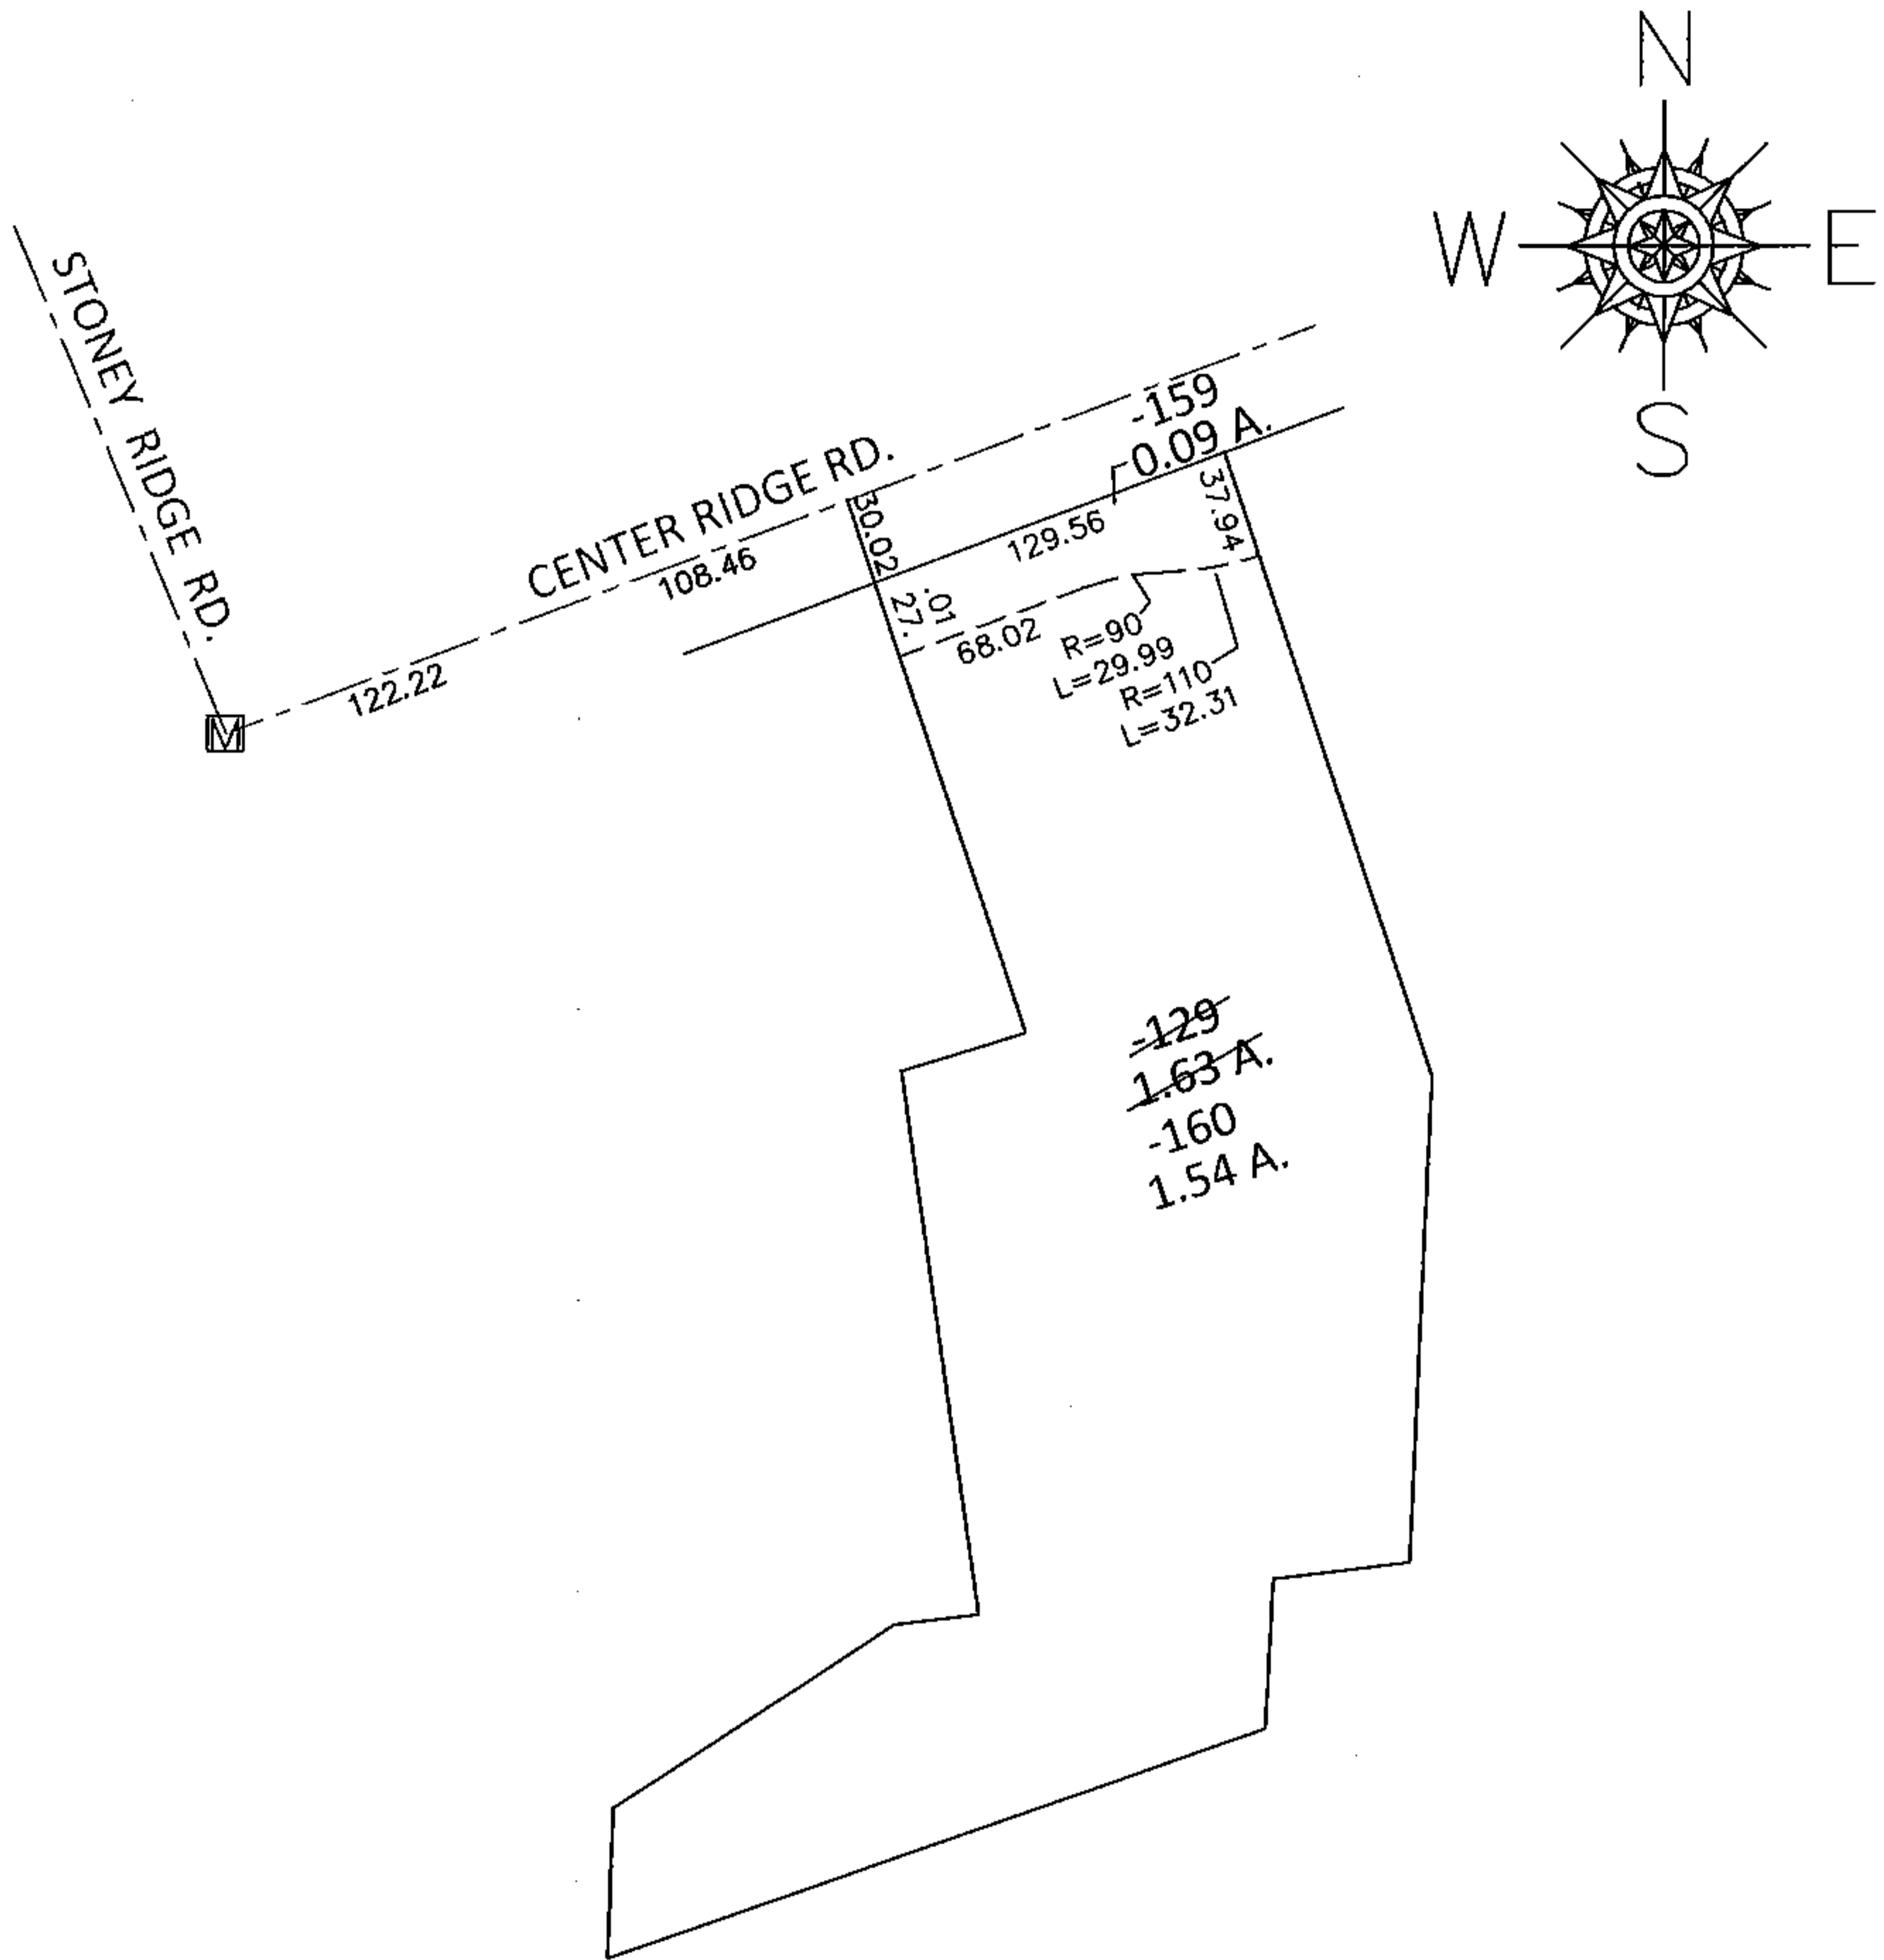 N
W
E
S
STONEY RIDGE RD.
CENTER RIDGE RD.
-159
0.09 A.
30.02
37.94
129.56
108.46
27.
.01
68.02
R=90
L=29.99
R=110
L=32.31
122.22
M
-129
1.63 A.
-160
1.54 A.